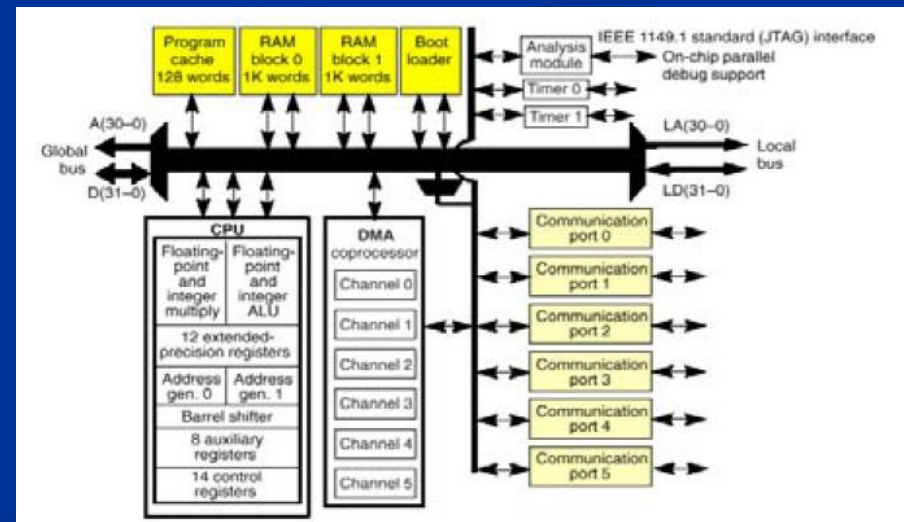 Program
cache
128 words
RAM
block 0
1K words
RAM
block 1
1K words
Boot
loader
Analysis
module
IEEE 1149.1 standard (JTAG) interface
On-chip parallel
debug support
Timer 0
Timer 1
A(30–0)
Global
bus
D(31–0)
LA(30–0)
Local
bus
LD(31–0)
CPU
Floating-
point
and
integer
multiply
Floating-
point
and
integer
ALU
12 extended-
precision registers
Address
gen. 0
Address
gen. 1
Barrel shifter
8 auxiliary
registers
14 control
registers
DMA
coprocessor
Channel 0
Channel 1
Channel 2
Channel 3
Channel 4
Channel 5
Communication
port 0
Communication
port 1
Communication
port 2
Communication
port 3
Communication
port 4
Communication
port 5